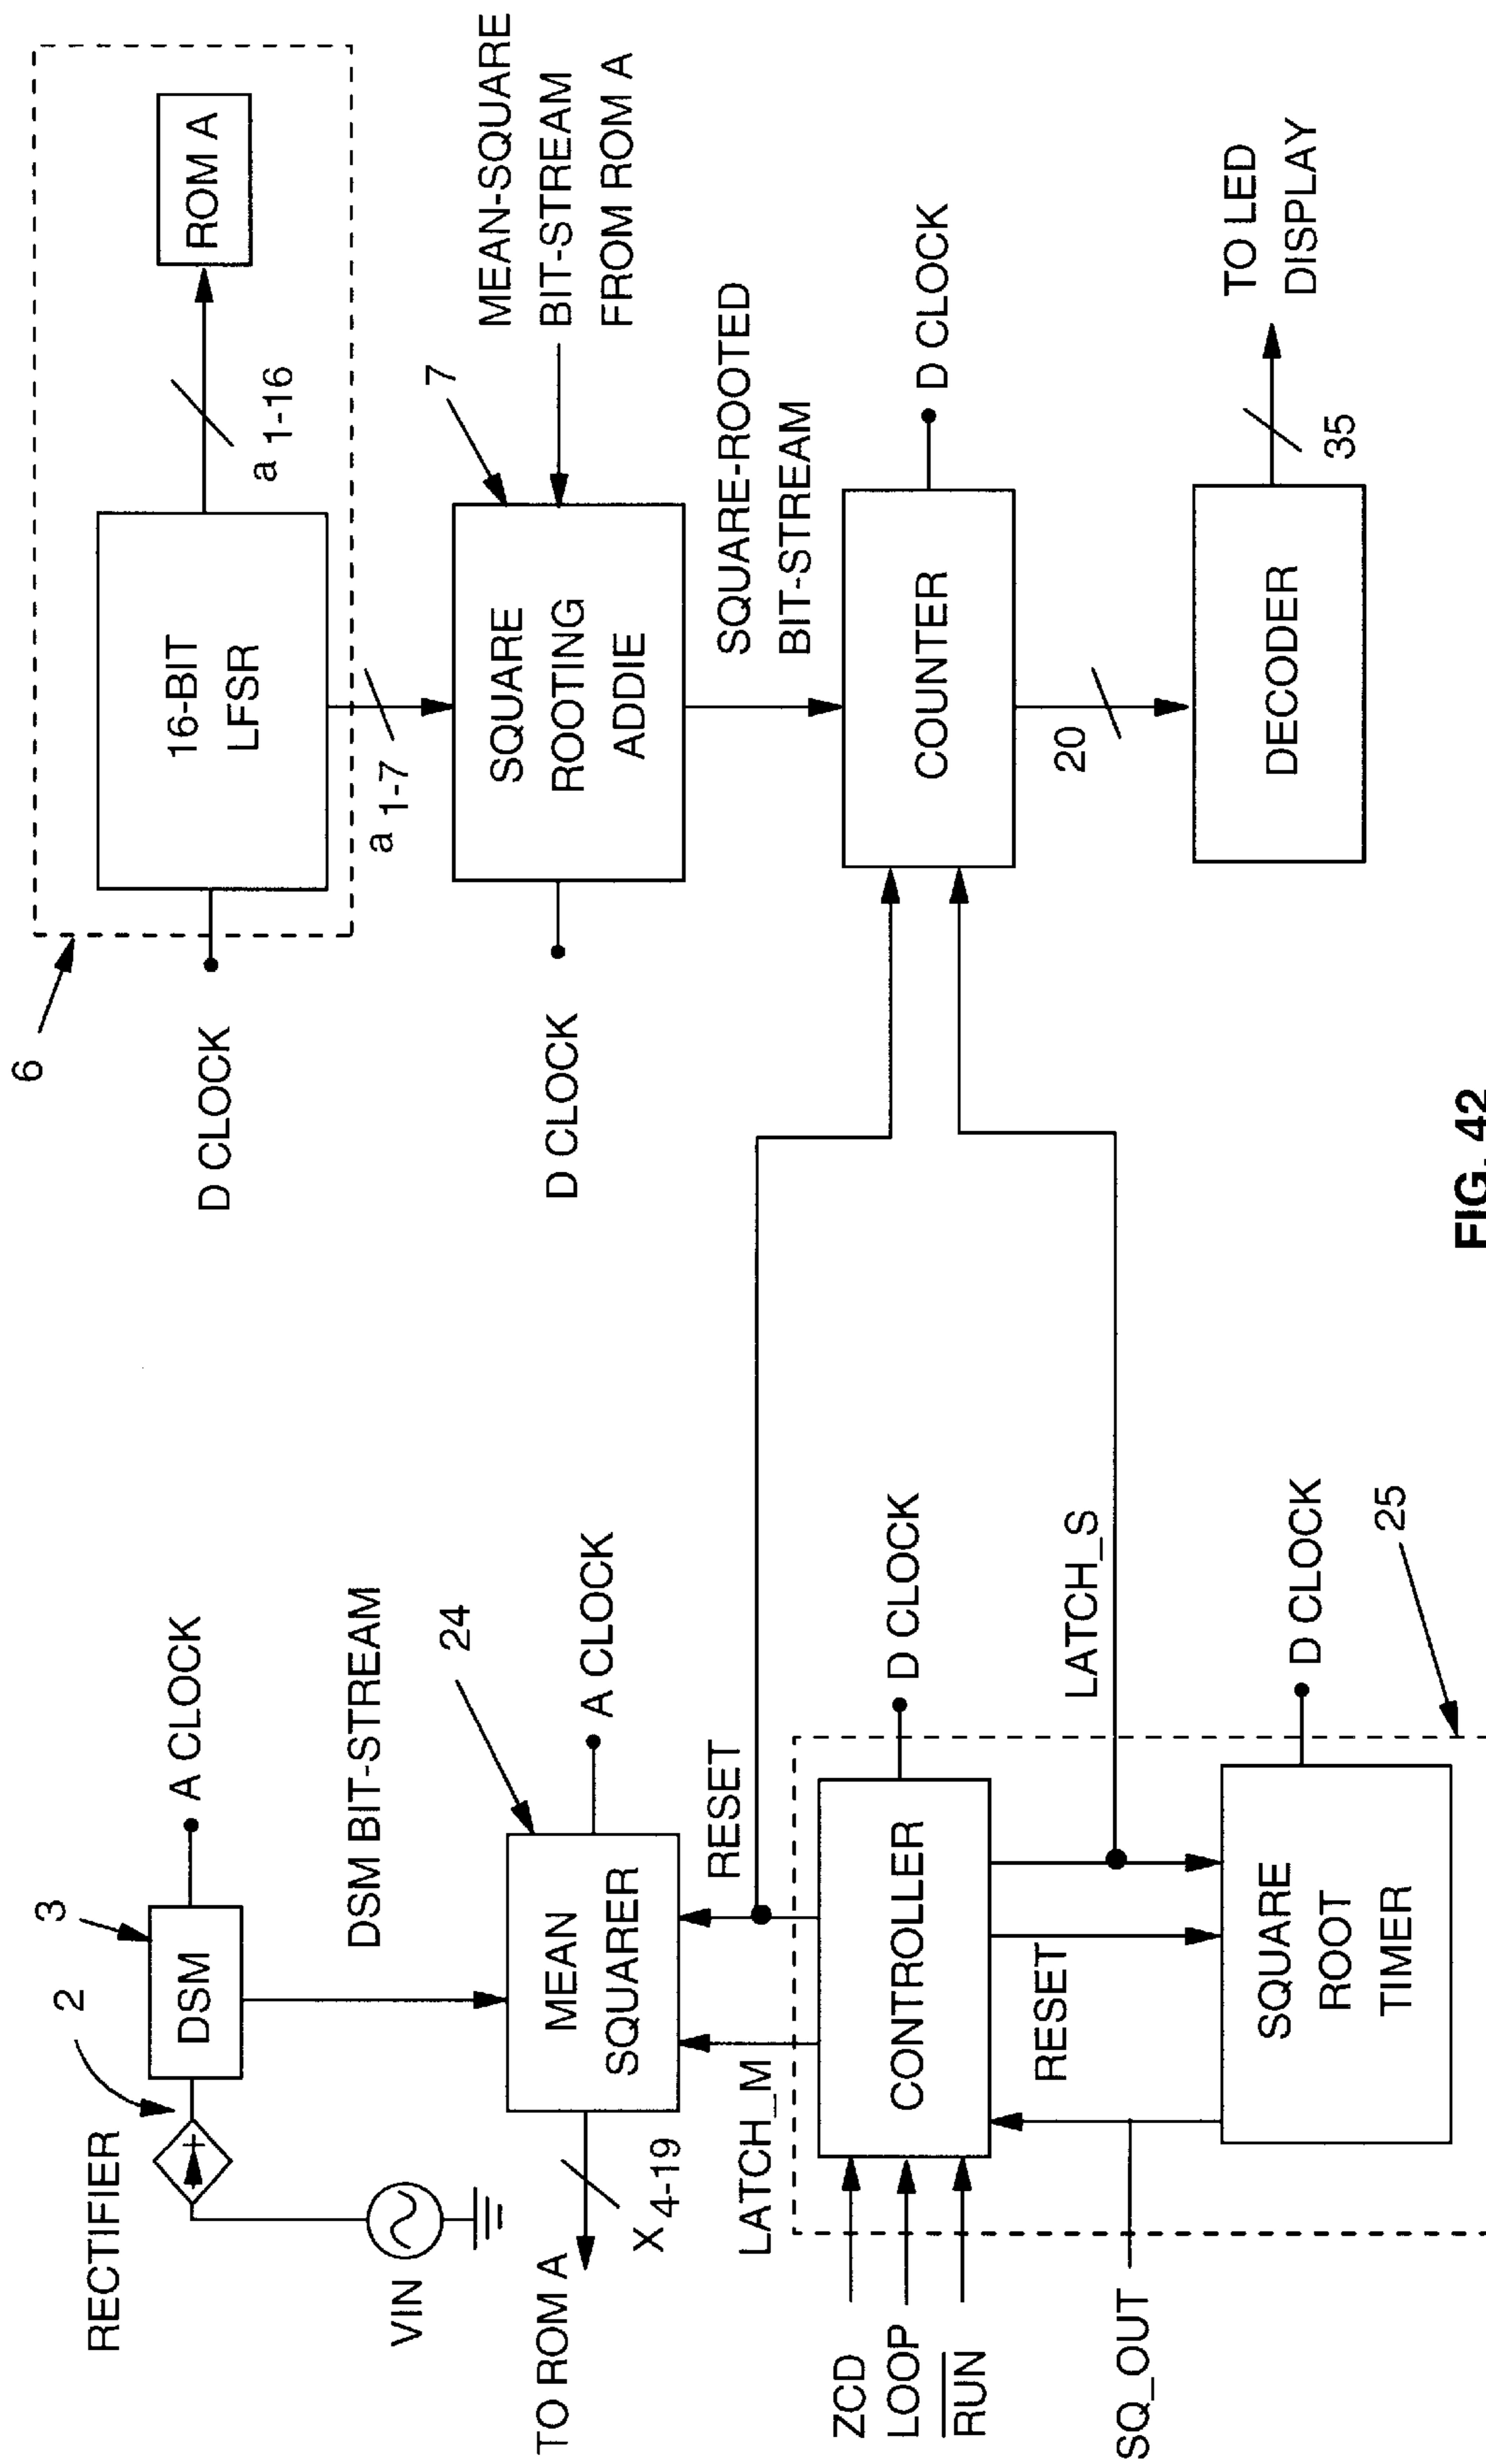 RECTIFIER
2
3
DSM
A CLOCK
VIN
DSM BIT-STREAM
24
MEAN
SQUARER
A CLOCK
TO ROM A
X 4-19
LATCH_M
RESET
ZCD
LOOP
RUN
CONTROLLER
D CLOCK
RESET
LATCH_S
SQ_OUT
SQUARE
ROOT
TIMER
D CLOCK
25
6
D CLOCK
16-BIT
LFSR
a 1-16
ROM A
a 1-7
D CLOCK
SQUARE
ROOTING
ADDIE
7
MEAN-SQUARE
BIT-STREAM
FROM ROM A
SQUARE-ROOTED
BIT-STREAM
COUNTER
D CLOCK
20
DECODER
35
TO LED
DISPLAY
FIG. 42